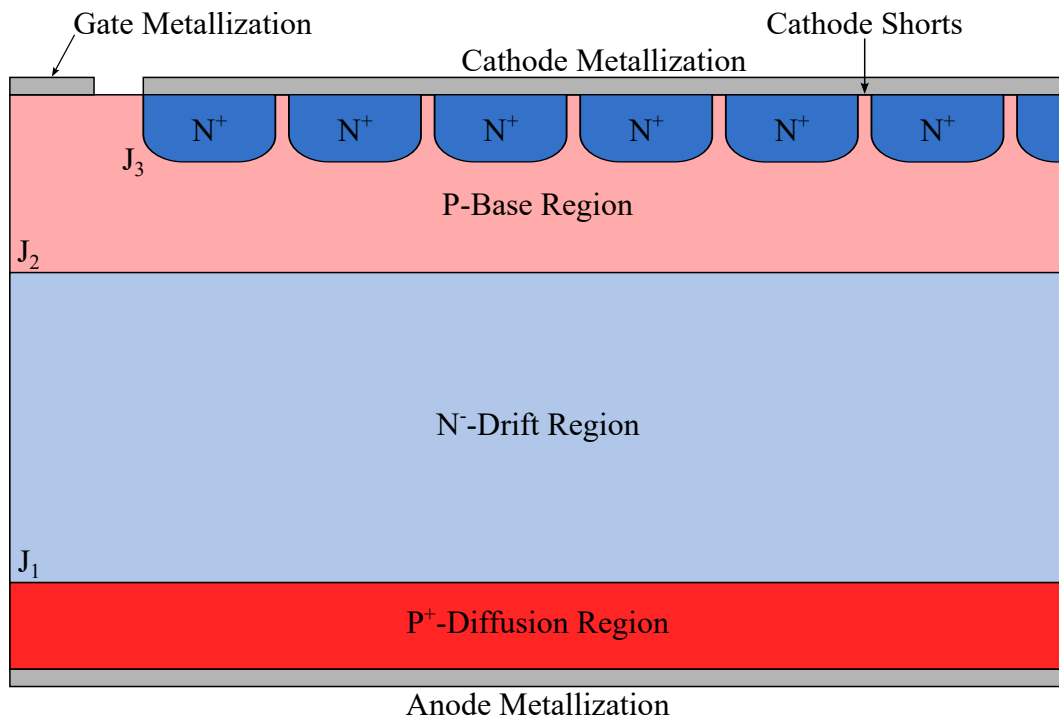 Gate Metallization
Cathode Shorts
Cathode Metallization
N⁺ N⁺ N⁺ N⁺ N⁺ N⁺
J₃
P-Base Region
J₂
N⁻-Drift Region
J₁
P⁺-Diffusion Region
Anode Metallization